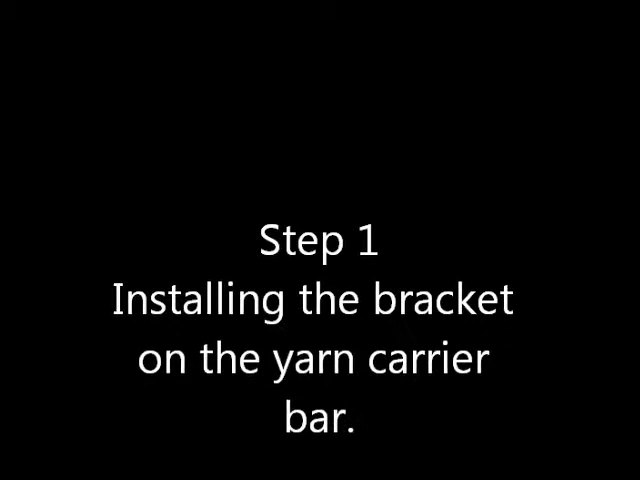 Step 1
Installing the bracket
on the yarn carrier
bar.